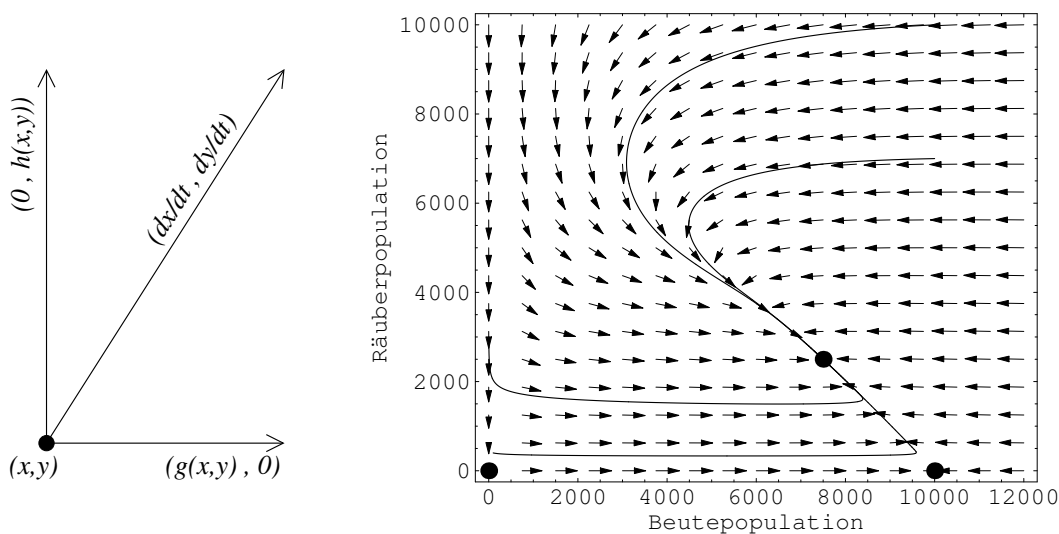 (0 , h(x,y))
(dx/dt , dy/dt)
(x,y)
(g(x,y) , 0)
Räuberpopulation
10000
8000
6000
4000
2000
0
0 2000 4000 6000 8000 10000 12000
Beutepopulation